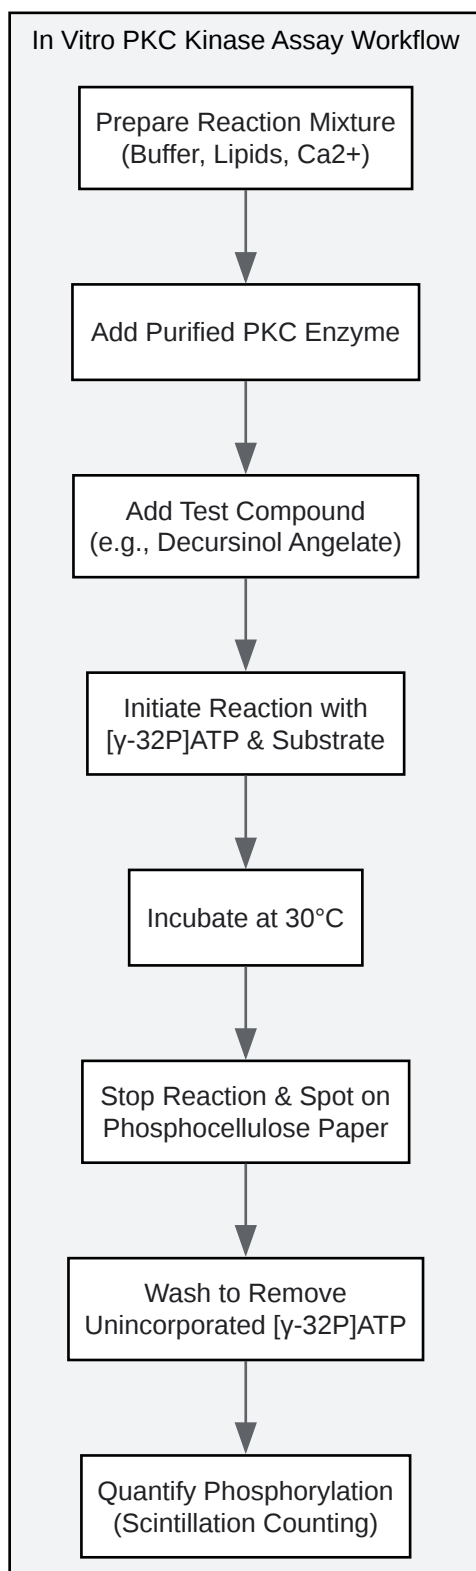 In Vitro PKC Kinase Assay Workflow
Prepare Reaction Mixture
(Buffer, Lipids, Ca2+)
Add Purified PKC Enzyme
Add Test Compound
(e.g., Decursinol Angelate)
Initiate Reaction with
[γ-32P]ATP & Substrate
Incubate at 30°C
Stop Reaction & Spot on
Phosphocellulose Paper
Wash to Remove
Unincorporated [γ-32P]ATP
Quantify Phosphorylation
(Scintillation Counting)